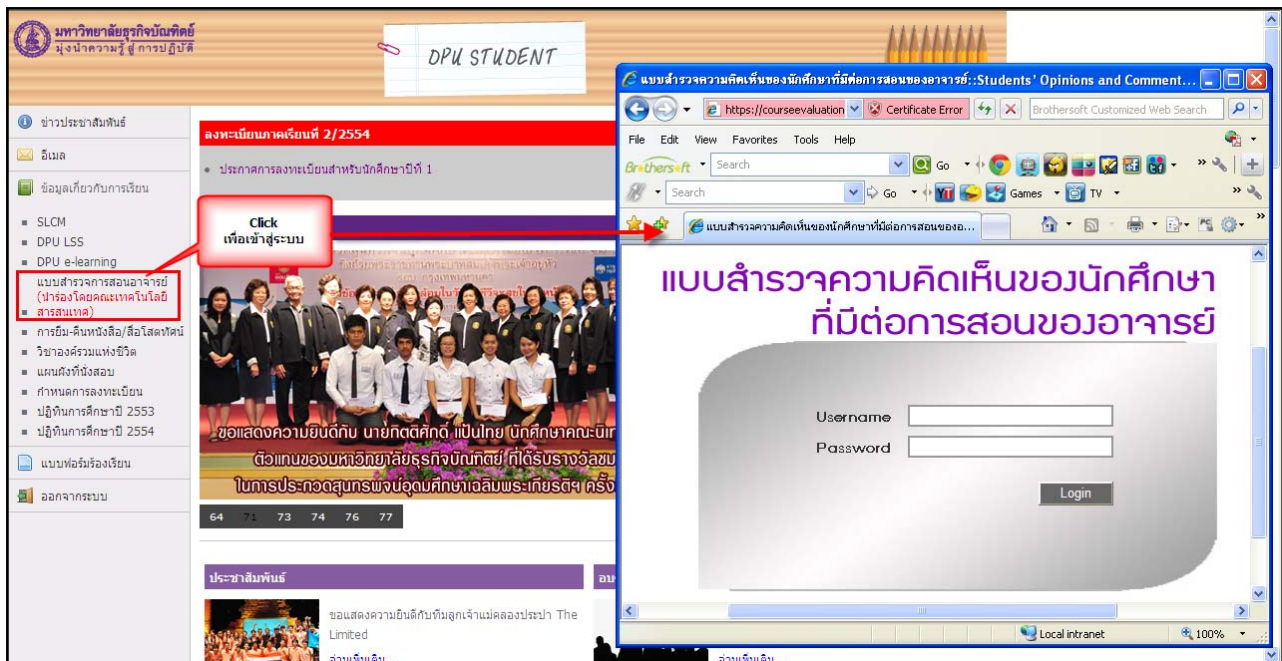 มหาวิทยาลัยธุรกิจบัณฑิตย์
มุ่งนำความรู้ สู่ การปฏิบัติ
DPU STUDENT
ข่าวประชาสัมพันธ์
อีเมล
ข้อมูลเกี่ยวกับการเรียน
SLCM
DPU LSS
DPU e-learning
แบบสำรวจการสอนอาจารย์
(นำร่องโดยคณะเทคโนโลยี
สารสนเทศ)
การยืม-คืนหนังสือ/สื่อโสตทัศน์
วิชาองค์รวมแห่งชีวิต
แผนผังที่นั่งสอบ
กำหนดการลงทะเบียน
ปฏิทินการศึกษาปี 2553
ปฏิทินการศึกษาปี 2554
แบบฟอร์มร้องเรียน
ออกจากระบบ
ลงทะเบียนภาคเรียนที่ 2/2554
ประกาศการลงทะเบียนสำหรับนักศึกษาปีที่ 1
Click
เพื่อเข้าสู่ระบบ
ขอแสดงความยินดีกับ นายกิตติศักดิ์ แป้นไทย นักศึกษาคณะนิเ
ตัวแทนของมหาวิทยาลัยธุรกิจบัณฑิตย์ ที่ได้รับรางวัลชม
ในการประกวดสุนทรพจน์อุดมศึกษาเฉลิมพระเกียรติฯ ครั้ง
64 71 73 74 76 77
ประชาสัมพันธ์
อบ
ขอแสดงความยินดีกับทีมลูกเจ้าแม่คลองประปา The
Limited
อ่านเพิ่มเติม
อ่านเพิ่มเติม
แบบสำรวจความคิดเห็นของนักศึกษาที่มีต่อการสอนของอาจารย์::Students' Opinions and Comment...
https://courseevaluation Certificate Error Brothersoft Customized Web Search
File Edit View Favorites Tools Help
Brothersoft Search Go
Search Go Games TV
แบบสำรวจความคิดเห็นของนักศึกษาที่มีต่อการสอนของอ...
แบบสำรวจความคิดเห็นของนักศึกษา
ที่มีต่อการสอนของอาจารย์
Username
Password
Login
Local intranet 100%